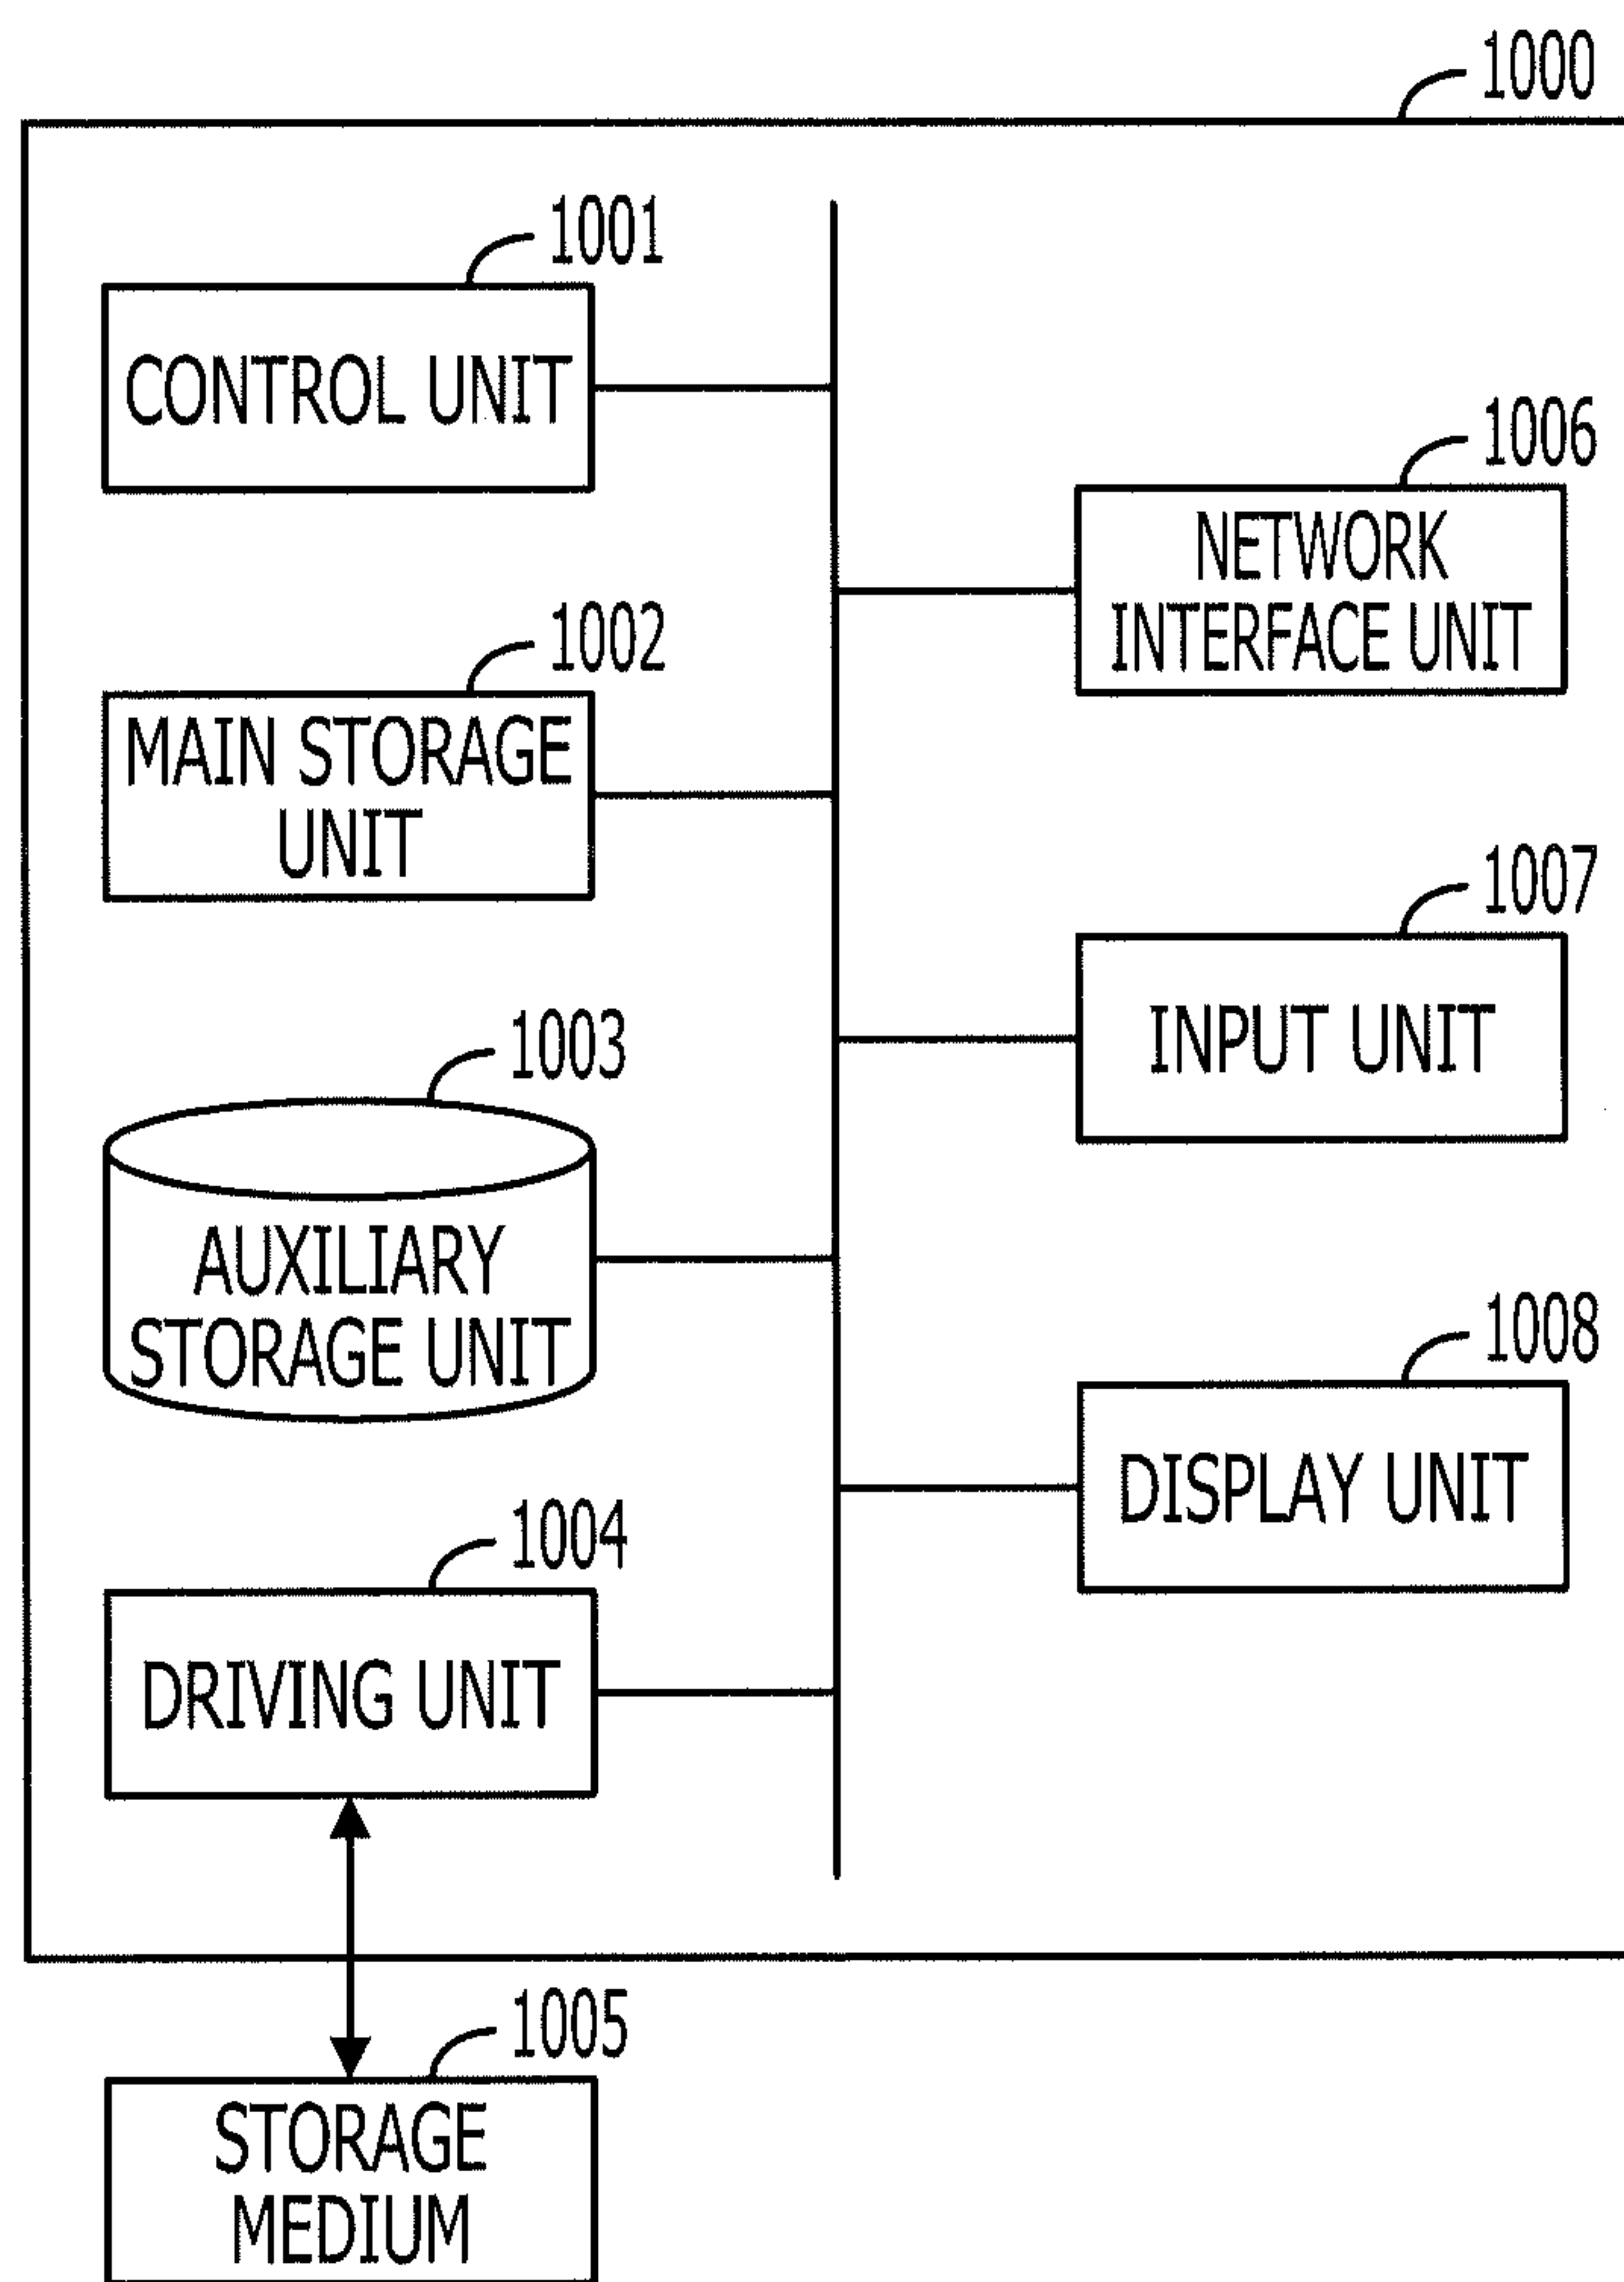 1000
1001
CONTROL UNIT
1002
MAIN STORAGE
UNIT
1003
AUXILIARY
STORAGE UNIT
1004
DRIVING UNIT
1005
STORAGE
MEDIUM
1006
NETWORK
INTERFACE UNIT
1007
INPUT UNIT
1008
DISPLAY UNIT